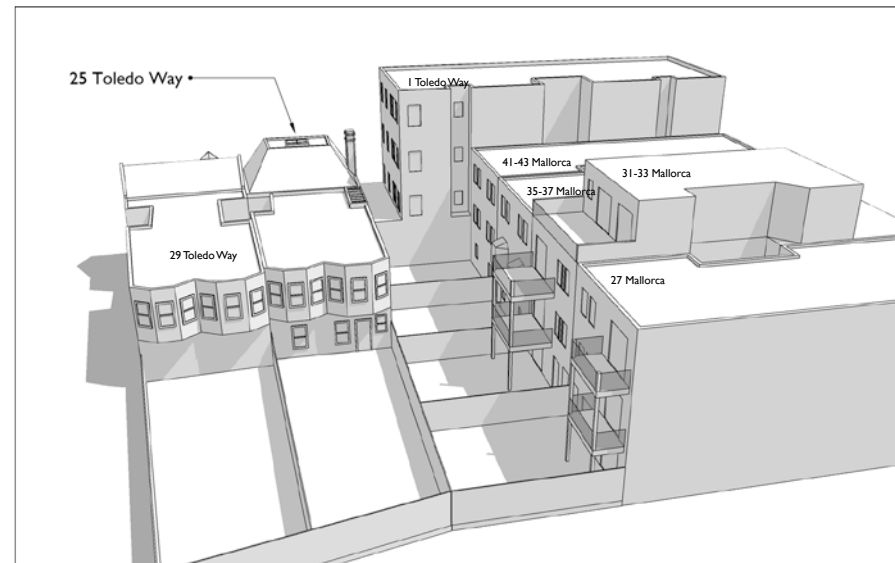 25 Toledo Way
1 Toledo Way
41-43 Mallorca
31-33 Mallorca
35-37 Mallorca
29 Toledo Way
27 Mallorca